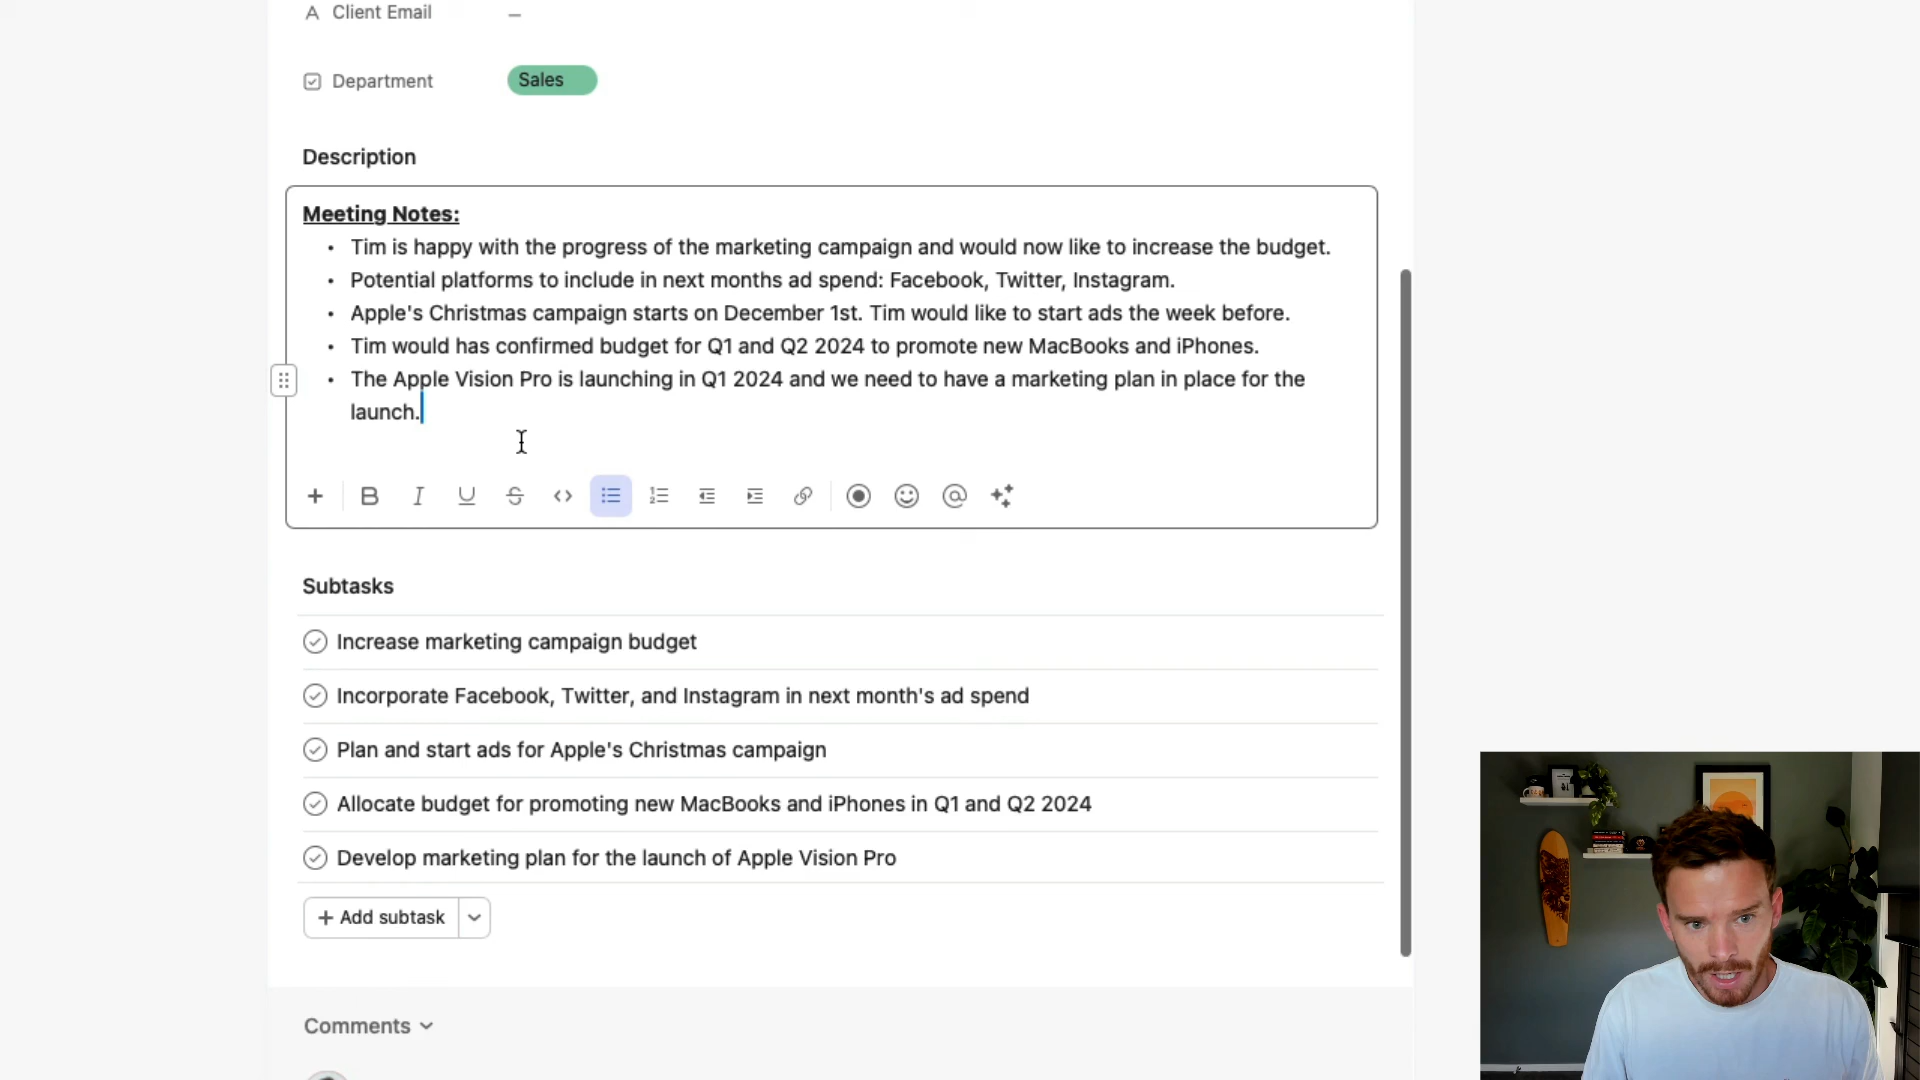 Client Email —
Department Sales
Description
Meeting Notes:
• Tim is happy with the progress of the marketing campaign and would now like to increase the budget.
• Potential platforms to include in next months ad spend: Facebook, Twitter, Instagram.
• Apple's Christmas campaign starts on December 1st. Tim would like to start ads the week before.
• Tim would has confirmed budget for Q1 and Q2 2024 to promote new MacBooks and iPhones.
• The Apple Vision Pro is launching in Q1 2024 and we need to have a marketing plan in place for the
launch.
Subtasks
Increase marketing campaign budget
Incorporate Facebook, Twitter, and Instagram in next month's ad spend
Plan and start ads for Apple's Christmas campaign
Allocate budget for promoting new MacBooks and iPhones in Q1 and Q2 2024
Develop marketing plan for the launch of Apple Vision Pro
+ Add subtask
Comments